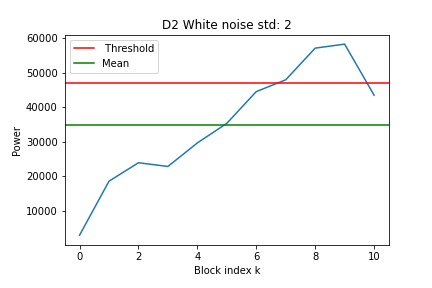 D2 White noise std: 2
Threshold
Mean
60000
50000
40000
30000
20000
10000
Power
0 2 4 6 8 10
Block index k